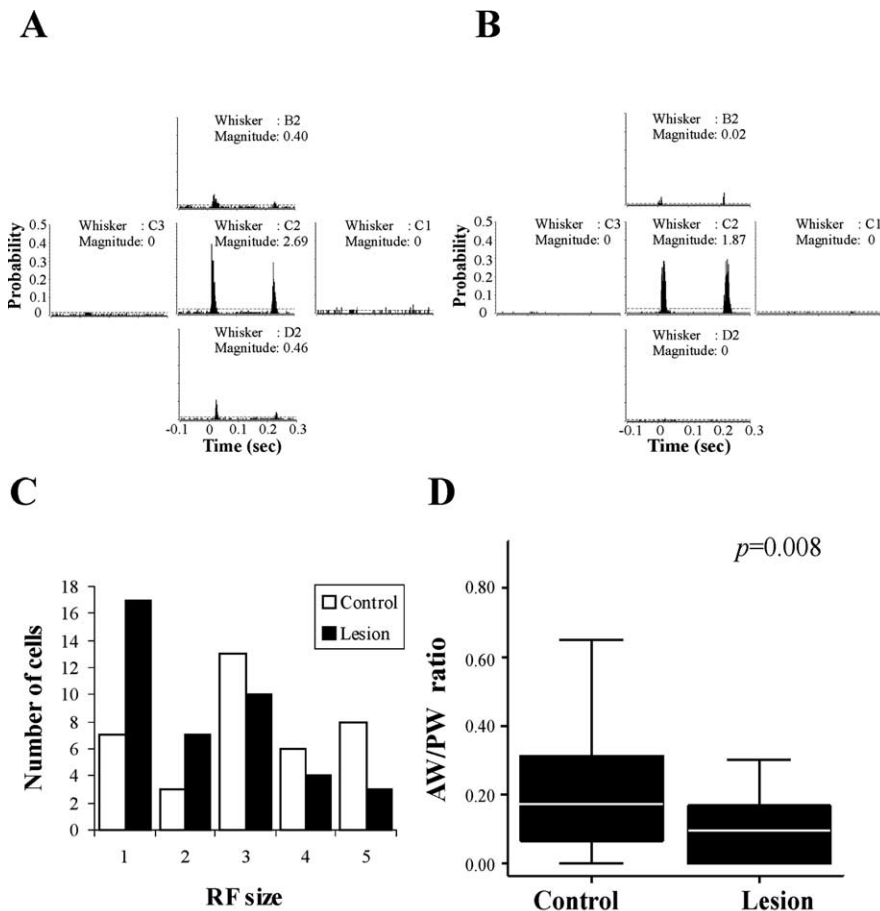 A
B
Whisker : B2
Magnitude: 0.40
Whisker : B2
Magnitude: 0.02
Probability
0.5
0.4
0.3
0.2
0.1
0
Whisker : C3
Magnitude: 0
Whisker : C2
Magnitude: 2.69
Whisker : C1
Magnitude: 0
Probability
0.5
0.4
0.3
0.2
0.1
0
Whisker : C3
Magnitude: 0
Whisker : C2
Magnitude: 1.87
Whisker : C1
Magnitude: 0
Whisker : D2
Magnitude: 0.46
-0.1 0 0.1 0.2 0.3
Time (sec)
Whisker : D2
Magnitude: 0
-0.1 0 0.1 0.2 0.3
Time (sec)
C
Number of cells
18
16
14
12
10
8
6
4
2
0
Control
Lesion
1 2 3 4 5
RF size
D
p=0.008
AW/PW ratio
0.80
0.60
0.40
0.20
0.00
Control Lesion